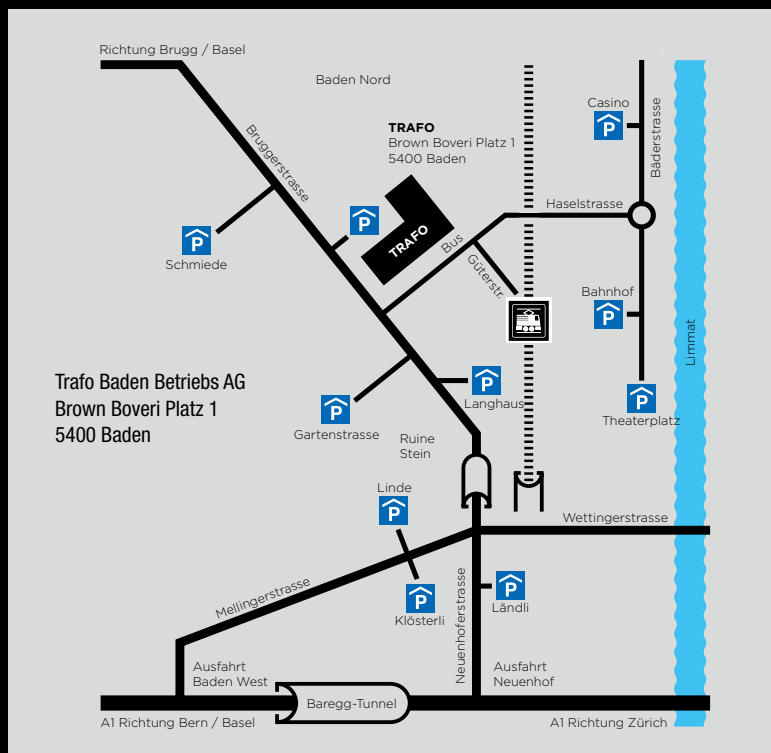 Richtung Brugg / Basel
Baden Nord
Casino
P
TRAFO
Brown Boveri Platz 1
5400 Baden
Bäderstrasse
Bruggerstrasse
Haselstrasse
P
P
TRAFO
Bus
Schmiede
Güterstr.
Bahnhof
P
Limmat
Trafo Baden Betriebs AG
Brown Boveri Platz 1
5400 Baden
P
Langhaus
P
Theaterplatz
P
Gartenstrasse
Ruine
Stein
Linde
P
Wettingerstrasse
Mellingerstrasse
P
Klösterli
Neuenhoferstrasse
P
Ländli
Ausfahrt
Baden West
Ausfahrt
Neuenhof
Baregg-Tunnel
A1 Richtung Bern / Basel
A1 Richtung Zürich